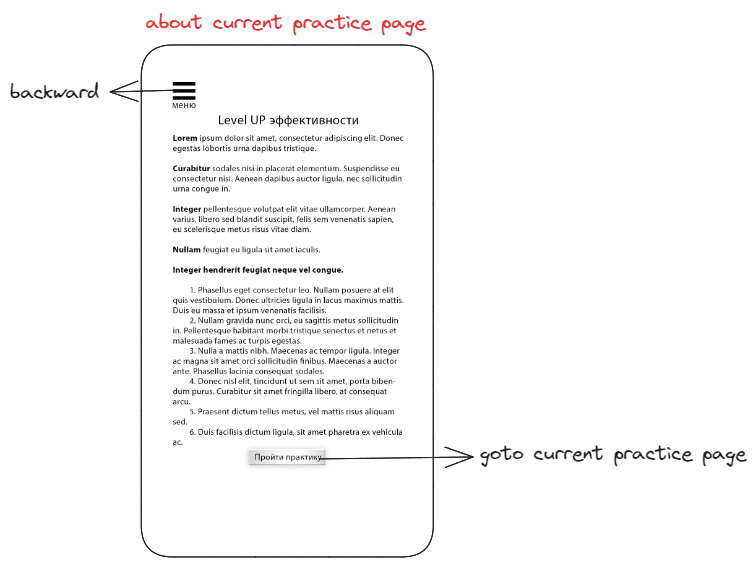 about current practice page
backward
меню
Level UP эффективности
Lorem ipsum dolor sit amet, consectetur adipiscing elit. Donec
egestas lobortis urna dapibus tristique.
Curabitur sodales nisi in placerat elementum. Suspendisse eu
consectetur nisi. Aenean dapibus auctor ligula, nec sollicitudin
urna congue in.
Integer pellentesque volutpat elit vitae ullamcorper. Aenean
varius, libero sed blandit suscipit, felis sem venenatis sapien,
eu scelerisque metus risus vitae diam.
Nullam feugiat eu ligula sit amet iaculis.
Integer hendrerit feugiat neque vel congue.
1. Phasellus eget consectetur leo. Nullam posuere at elit
quis vestibulum. Donec ultricies ligula in lacus maximus mattis.
Duis eu massa et ipsum venenatis facilisis.
2. Nullam gravida nunc orci, eu sagittis metus sollicitudin
in. Pellentesque habitant morbi tristique senectus et netus et
malesuada fames ac turpis egestas.
3. Nulla a mattis nibh. Maecenas ac tempor ligula. Integer
ac magna sit amet orci sollicitudin finibus. Maecenas a auctor
ante. Phasellus lacinia consequat sodales.
4. Donec nisl elit, tincidunt ut sem sit amet, porta biben-
dum purus. Curabitur sit amet fringilla libero, at consequat
arcu.
5. Praesent dictum tellus metus, vel mattis risus aliquam
sed.
6. Duis facilisis dictum ligula, sit amet pharetra ex vehicula
ac.
Пройти практику
goto current practice page